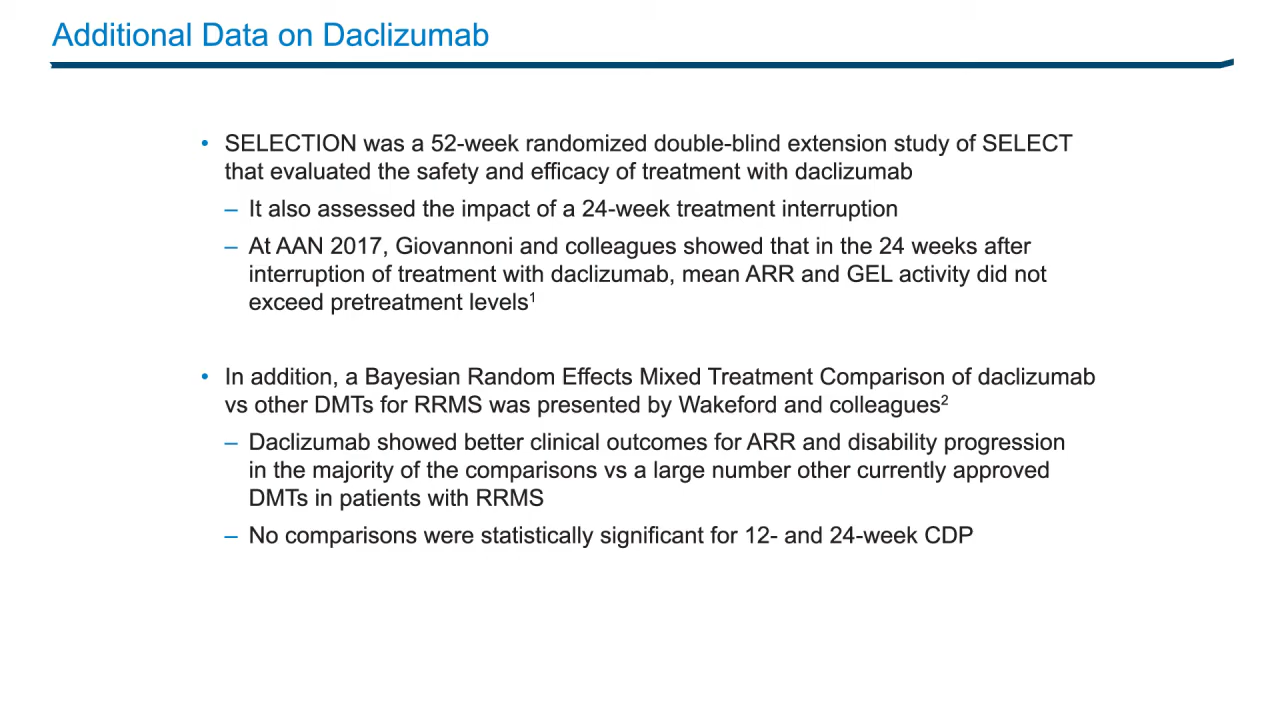 Additional Data on Daclizumab
• SELECTION was a 52-week randomized double-blind extension study of SELECT
that evaluated the safety and efficacy of treatment with daclizumab
– It also assessed the impact of a 24-week treatment interruption
– At AAN 2017, Giovannoni and colleagues showed that in the 24 weeks after
interruption of treatment with daclizumab, mean ARR and GEL activity did not
exceed pretreatment levels¹
• In addition, a Bayesian Random Effects Mixed Treatment Comparison of daclizumab
vs other DMTs for RRMS was presented by Wakeford and colleagues²
– Daclizumab showed better clinical outcomes for ARR and disability progression
in the majority of the comparisons vs a large number other currently approved
DMTs in patients with RRMS
– No comparisons were statistically significant for 12- and 24-week CDP